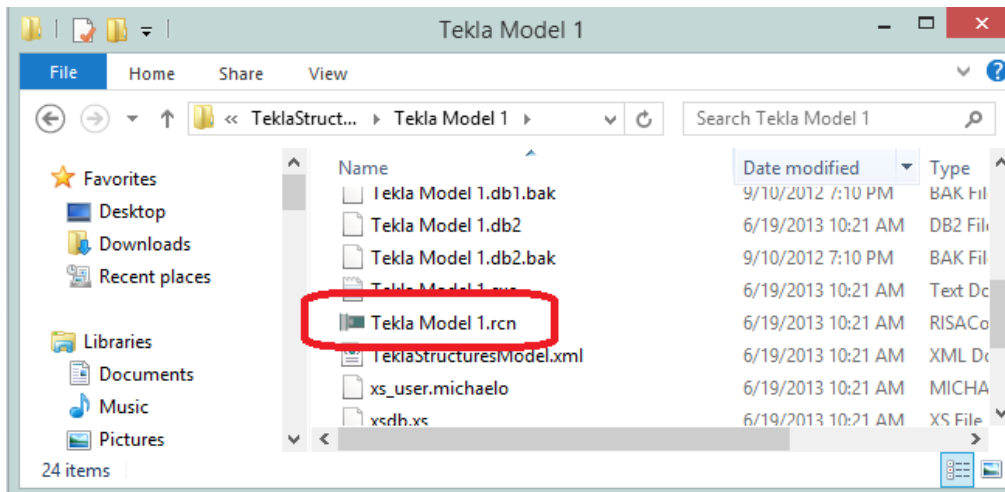 Tekla Model 1
File Home Share View
« TeklaStruct... Tekla Model 1 Search Tekla Model 1
Favorites
Desktop
Downloads
Recent places
Libraries
Documents
Music
Pictures
Name Date modified Type
Tekla Model 1.db1.bak 9/10/2012 7:10 PM BAK Fil
Tekla Model 1.db2 6/19/2013 10:21 AM DB2 File
Tekla Model 1.db2.bak 9/10/2012 7:10 PM BAK Fil
Tekla Model 1 6/19/2013 10:21 AM Text Dc
Tekla Model 1.rcn 6/19/2013 10:21 AM RISACo
TeklaStructuresModel.xml 6/19/2013 10:21 AM XML Do
xs_user.michaelo 6/19/2013 10:21 AM MICHA
xsdb.xs 6/19/2013 10:21 AM XS File
24 items